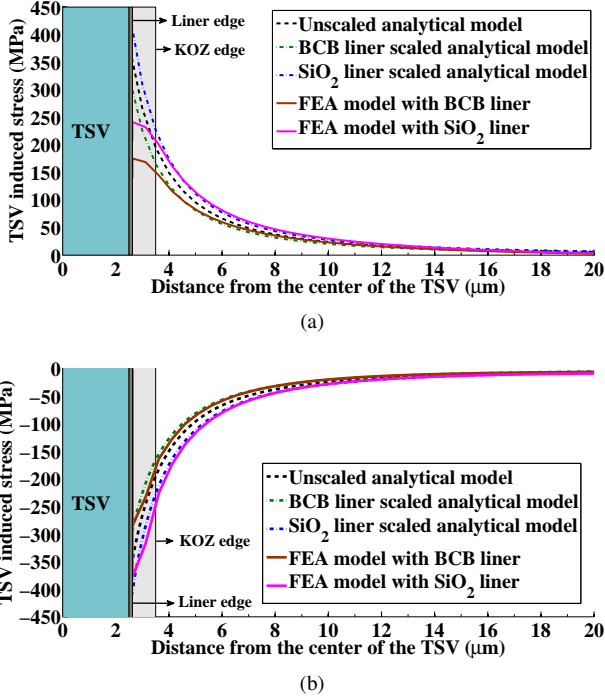 TSV induced stress (MPa)
450
400
350
300
250
200
150
100
50
0
TSV
Liner edge
KOZ edge
Unscaled analytical model
BCB liner scaled analytical model
SiO2 liner scaled analytical model
FEA model with BCB liner
FEA model with SiO2 liner
0 2 4 6 8 10 12 14 16 18 20
Distance from the center of the TSV (μm)
(a)
TSV induced stress (MPa)
0
−50
−100
−150
−200
−250
−300
−350
−400
−450
TSV
KOZ edge
Liner edge
Unscaled analytical model
BCB liner scaled analytical model
SiO2 liner scaled analytical model
FEA model with BCB liner
FEA model with SiO2 liner
0 2 4 6 8 10 12 14 16 18 20
Distance from the center of the TSV (μm)
(b)